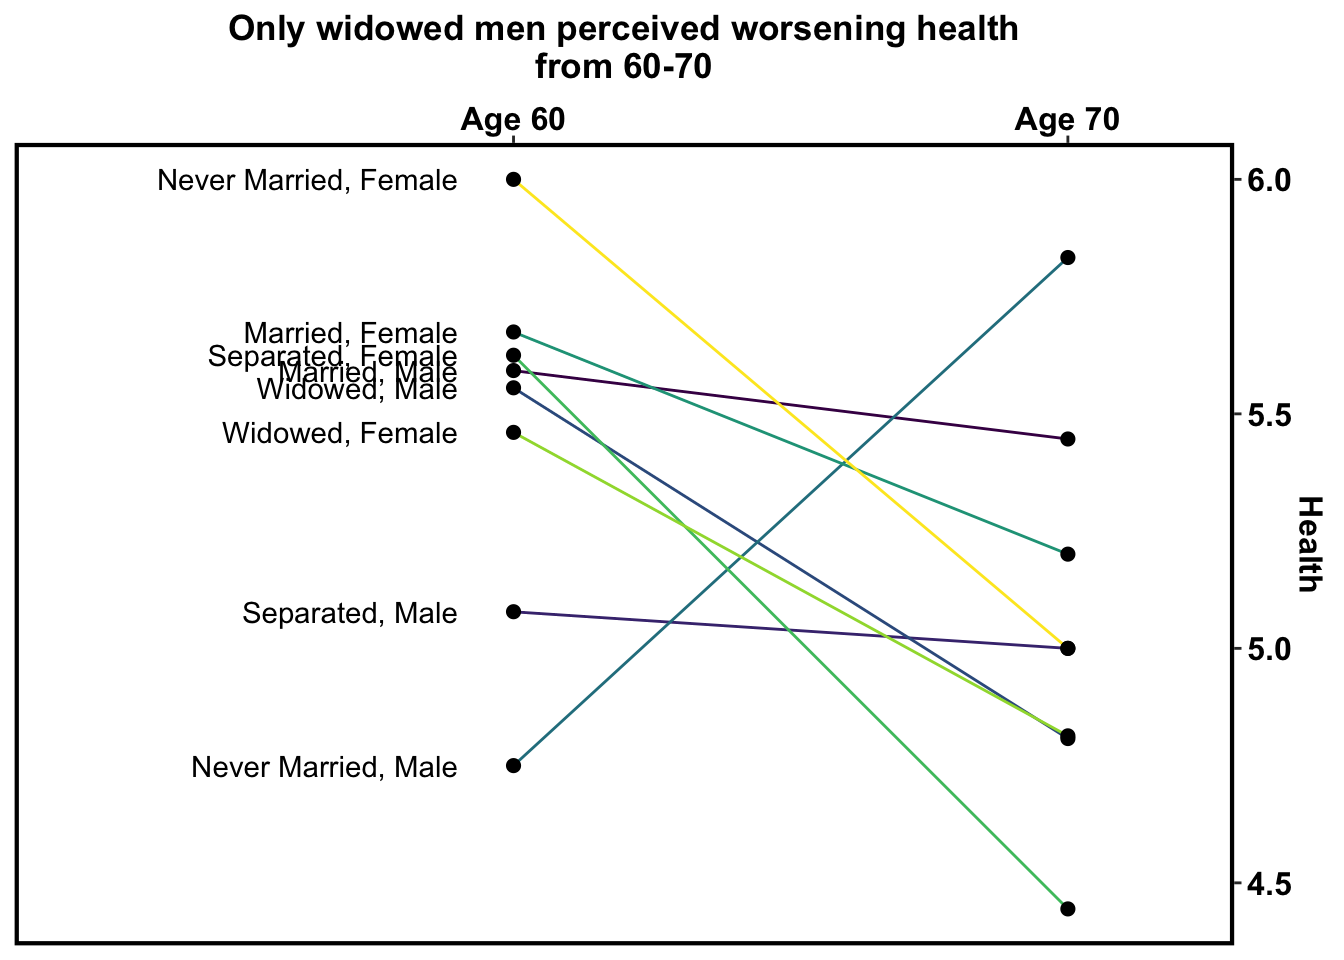 Only widowed men perceived worsening health
from 60-70
Age 60
Age 70
Never Married, Female
Married, Female
Separated, Female
Married, Male
Widowed, Male
Widowed, Female
Separated, Male
Never Married, Male
6.0
5.5
5.0
4.5
Health